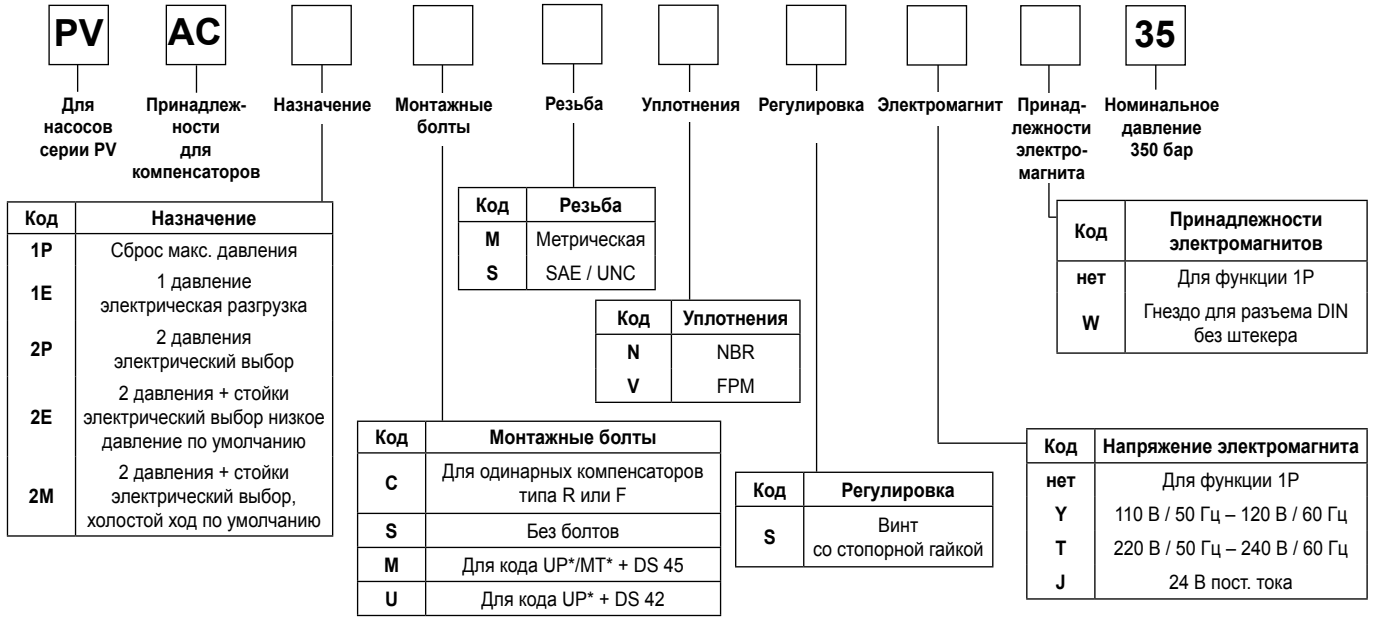 PV AC 35
Для насосов серии PV
Принадлеж-
ности
для
компенсаторов
Назначение
Монтажные
болты
Резьба
Уплотнения
Регулировка
Электромагнит
Принад-
лежности
электро-
магнита
Номинальное
давление
350 бар
Код Назначение
1P Сброс макс. давления
1E 1 давление
электрическая разгрузка
2P 2 давления
электрический выбор
2E 2 давления + стойки
электрический выбор низкое
давление по умолчанию
2M 2 давления + стойки
электрический выбор,
холостой ход по умолчанию
Код Монтажные болты
C Для одинарных компенсаторов
типа R или F
S Без болтов
M Для кода UP*/MT* + DS 45
U Для кода UP* + DS 42
Код Резьба
M Метрическая
S SAE / UNC
Код Уплотнения
N NBR
V FPM
Код Регулировка
S Винт
со стопорной гайкой
Код Принадлежности
электромагнитов
нет Для функции 1P
W Гнездо для разъема DIN
без штекера
Код Напряжение электромагнита
нет Для функции 1P
Y 110 В / 50 Гц – 120 В / 60 Гц
T 220 В / 50 Гц – 240 В / 60 Гц
J 24 В пост. тока